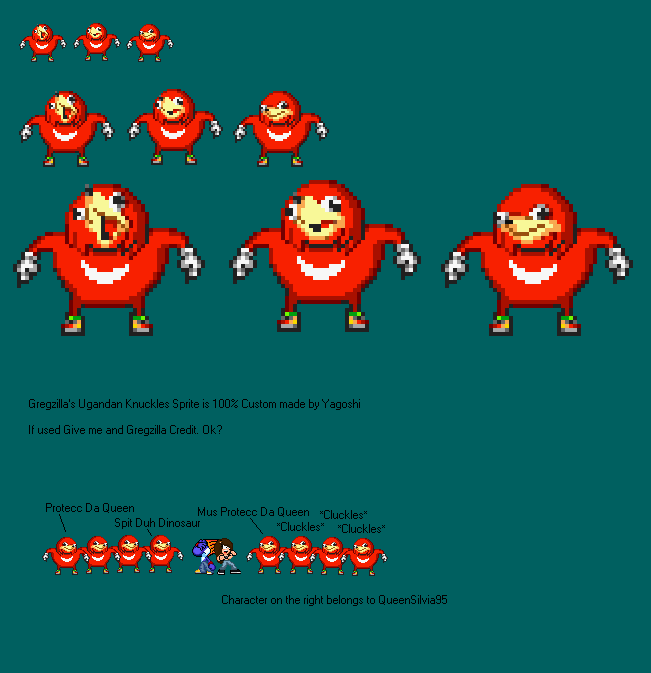 Gregzilla's Ugandan Knuckles Sprite is 100% Custom made by Yagoshi
If used Give me and Gregzilla Credit. Ok?
Protecc Da Queen
Spit Duh Dinosaur
Mus Protecc Da Queen
*Cluckles*
*Cluckles*
*Cluckles*
Character on the right belongs to QueenSilvia95